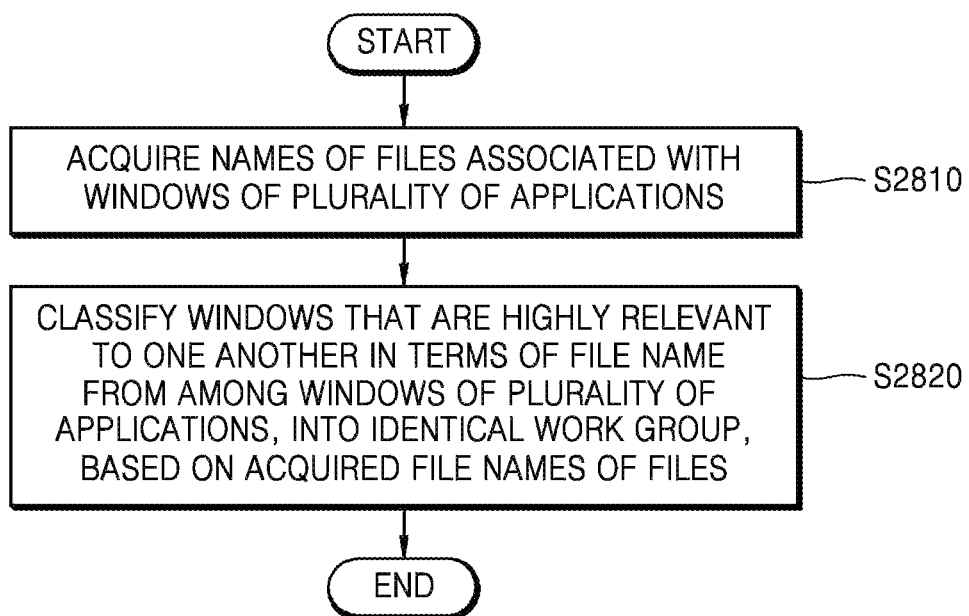 START
ACQUIRE NAMES OF FILES ASSOCIATED WITH
WINDOWS OF PLURALITY OF APPLICATIONS
S2810
CLASSIFY WINDOWS THAT ARE HIGHLY RELEVANT
TO ONE ANOTHER IN TERMS OF FILE NAME
FROM AMONG WINDOWS OF PLURALITY OF
APPLICATIONS, INTO IDENTICAL WORK GROUP,
BASED ON ACQUIRED FILE NAMES OF FILES
S2820
END